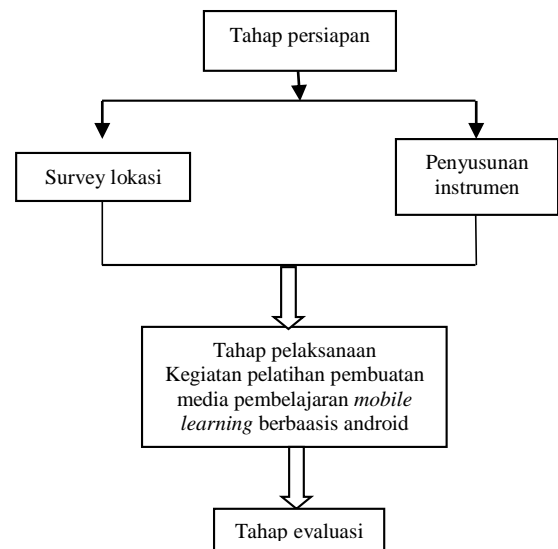 Tahap persiapan
Survey lokasi
Penyusunan
instrumen
Tahap pelaksanaan
Kegiatan pelatihan pembuatan
media pembelajaran mobile
learning berbaasis android
Tahap evaluasi